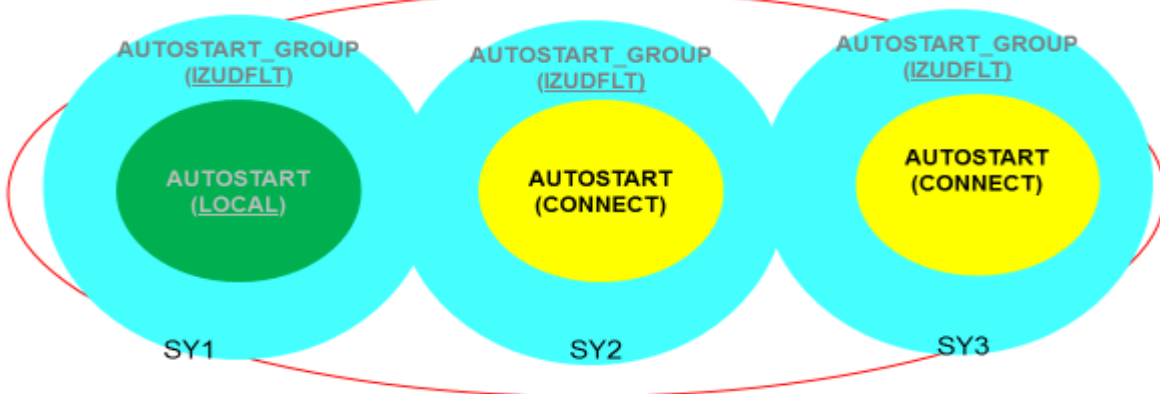 AUTOSTART_GROUP
(IZUDFLT)
AUTOSTART
(LOCAL)
SY1
AUTOSTART_GROUP
(IZUDFLT)
AUTOSTART
(CONNECT)
SY2
AUTOSTART_GROUP
(IZUDFLT)
AUTOSTART
(CONNECT)
SY3